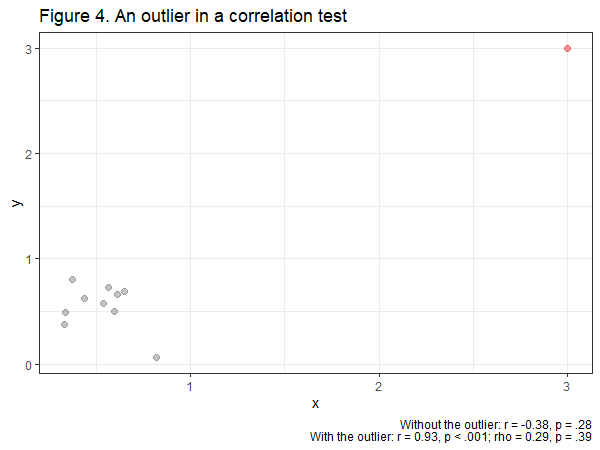 Figure 4. An outlier in a correlation test
3
2
1
0
y
1
2
3
x
Without the outlier: r = -0.38, p = .28
With the outlier: r = 0.93, p < .001; rho = 0.29, p = .39